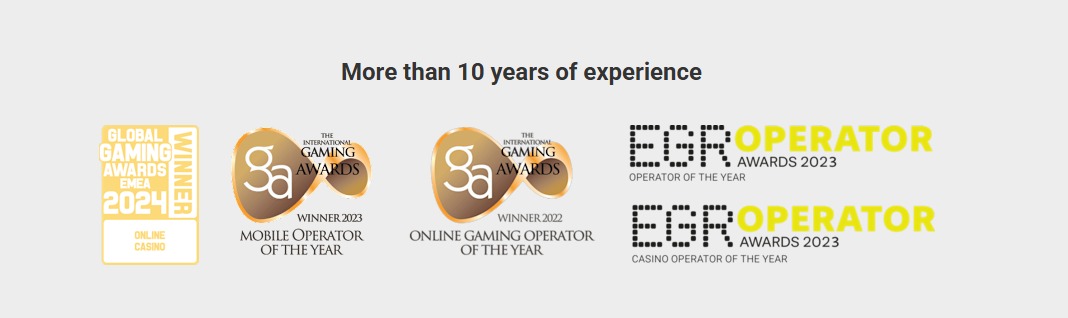 More than 10 years of experience
GLOBAL
GAMING
AWARDS
EMEA
2024
WINNER
ONLINE
CASINO
ga
THE
INTERNATIONAL
GAMING
AWARDS
WINNER 2023
MOBILE OPERATOR
OF THE YEAR
ga
THE
INTERNATIONAL
GAMING
AWARDS
WINNER 2022
ONLINE GAMING OPERATOR
OF THE YEAR
EGR OPERATOR
AWARDS 2023
OPERATOR OF THE YEAR
EGR OPERATOR
AWARDS 2023
CASINO OPERATOR OF THE YEAR